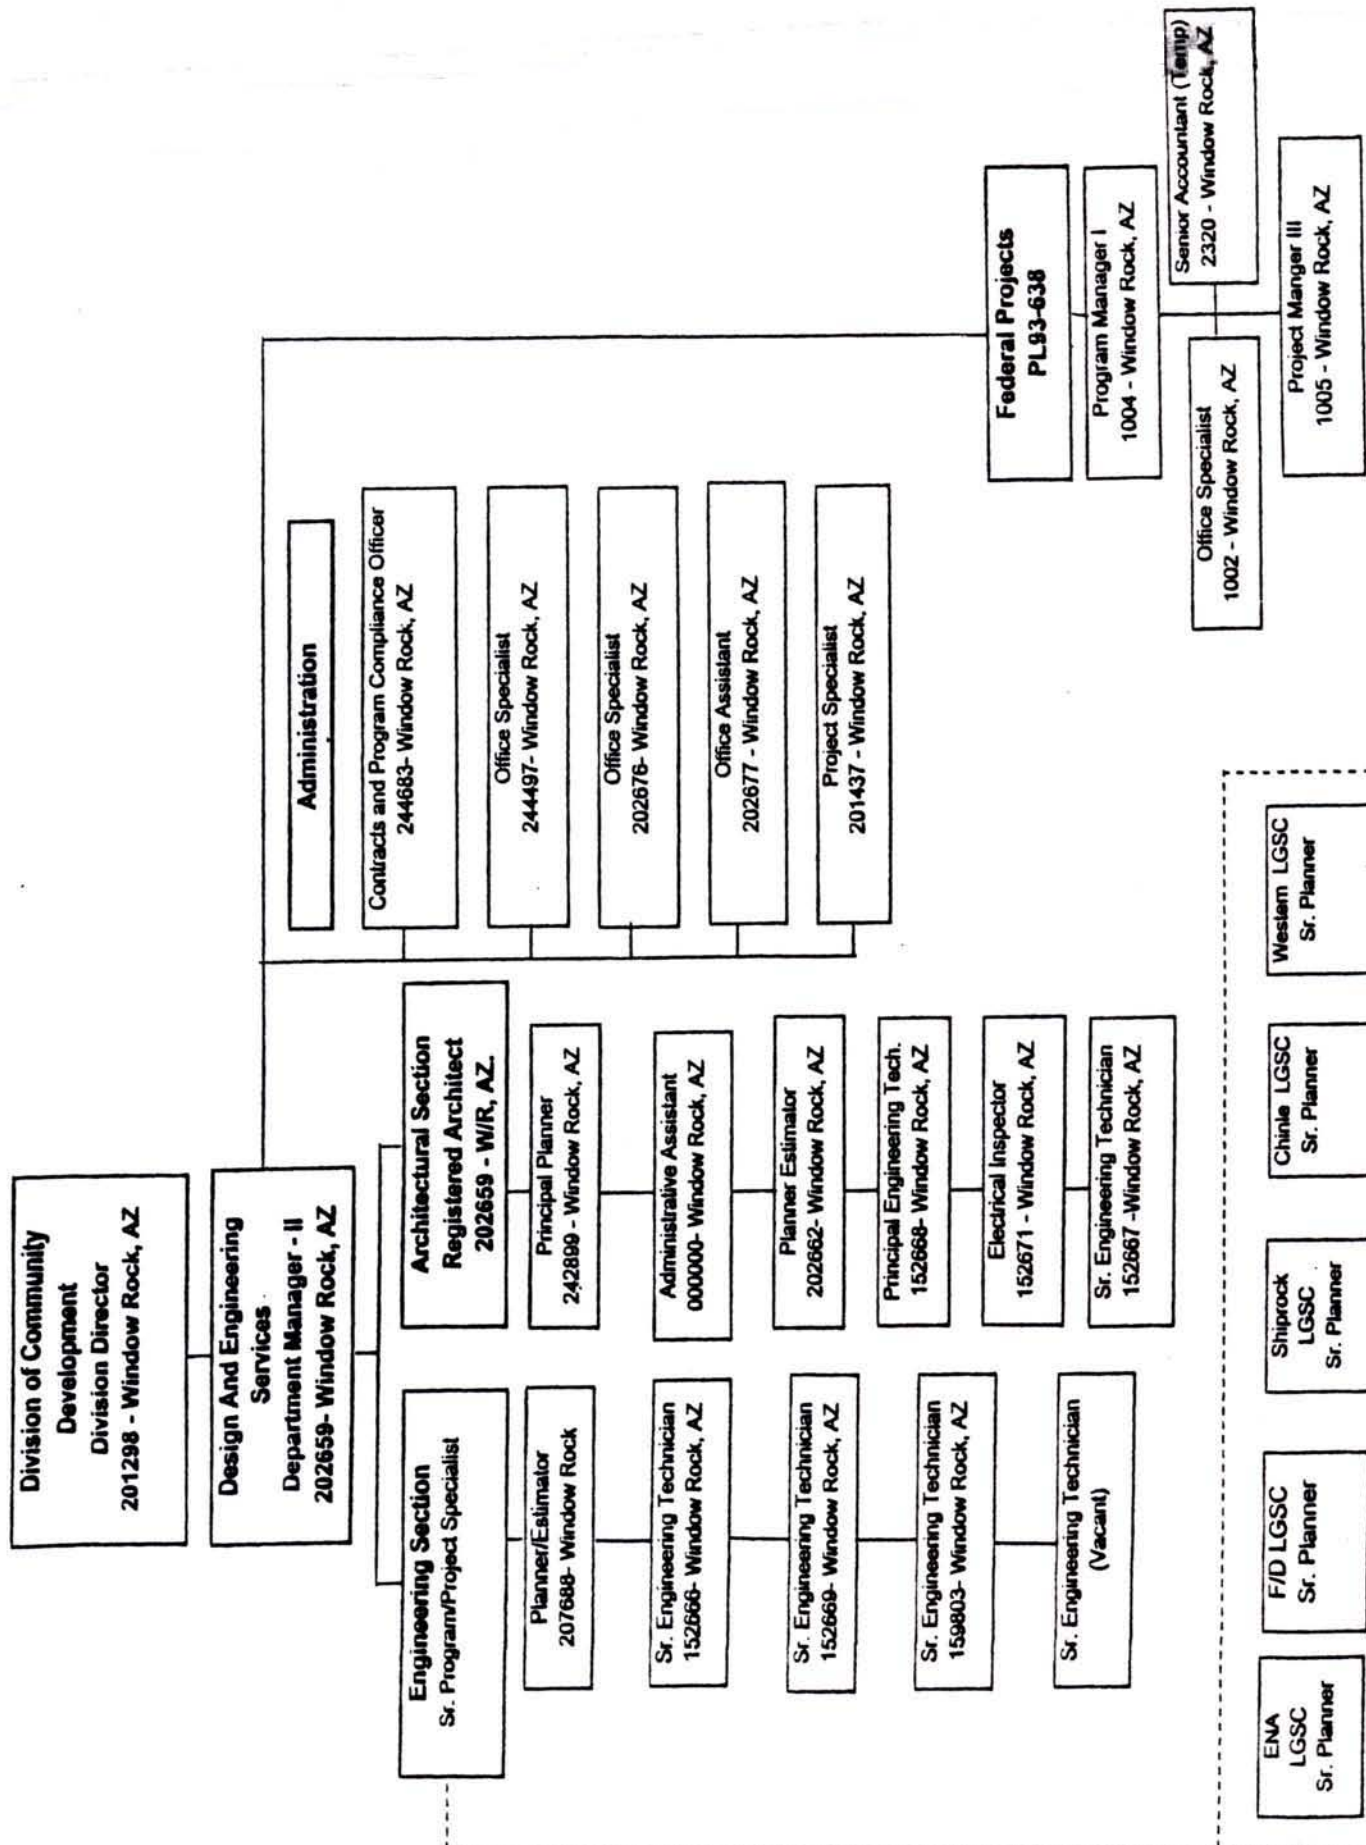 Division of Community
Development
Division Director
201298 - Window Rock, AZ
Design And Engineering
Services
Department Manager - II
202659- Window Rock, AZ
Engineering Section
Sr. Program/Project Specialist
Planner/Estimator
207688- Window Rock
Sr. Engineering Technician
152666- Window Rock, AZ
Sr. Engineering Technician
152669- Window Rock, AZ
Sr. Engineering Technician
159803- Window Rock, AZ
Sr. Engineering Technician
(Vacant)
Architectural Section
Registered Architect
202659 - W/R, AZ.
Principal Planner
242899 - Window Rock, AZ
Administrative Assistant
000000- Window Rock, AZ
Planner Estimator
202662- Window Rock, AZ
Principal Engineering Tech.
152668- Window Rock, AZ
Electrical Inspector
152671 - Window Rock, AZ
Sr. Engineering Technician
152667 -Window Rock, AZ
Administration
Contracts and Program Compliance Officer
244683- Window Rock, AZ
Office Specialist
244497- Window Rock, AZ
Office Specialist
202676- Window Rock, AZ
Office Assistant
202677 - Window Rock, AZ
Project Specialist
201437 - Window Rock, AZ
Federal Projects
PL93-638
Program Manager I
1004 - Window Rock, AZ
Office Specialist
1002 - Window Rock, AZ
Senior Accountant (Temp)
2320 - Window Rock, AZ
Project Manger III
1005 - Window Rock, AZ
ENA
LGSC
Sr. Planner
F/D LGSC
Sr. Planner
Shiprock
LGSC
Sr. Planner
Chinle LGSC
Sr. Planner
Western LGSC
Sr. Planner